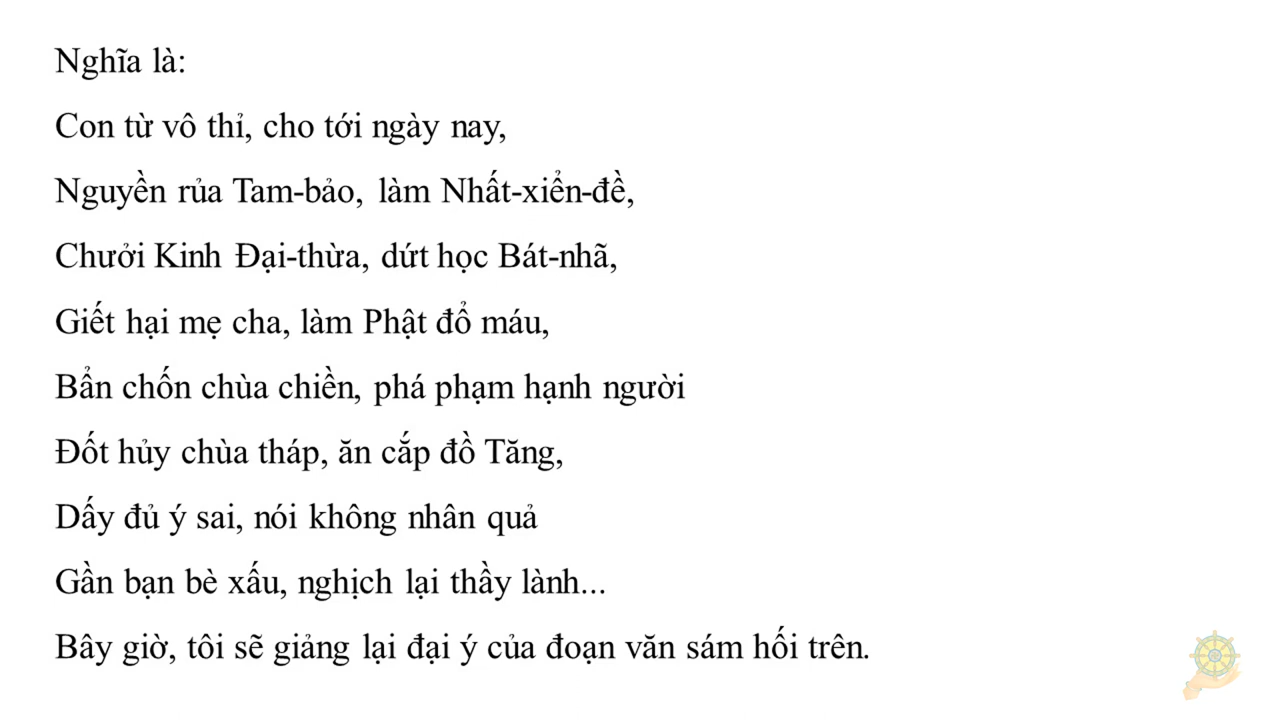 Nghĩa là:
Con từ vô thỉ, cho tới ngày nay,
Nguyền rủa Tam-bảo, làm Nhất-xiển-đề,
Chưởi Kinh Đại-thừa, dứt học Bát-nhã,
Giết hại mẹ cha, làm Phật đổ máu,
Bẩn chốn chùa chiền, phá phạm hạnh người
Đốt hủy chùa tháp, ăn cắp đồ Tăng,
Dấy đủ ý sai, nói không nhân quả
Gần bạn bè xấu, nghịch lại thầy lành...
Bây giờ, tôi sẽ giảng lại đại ý của đoạn văn sám hối trên.